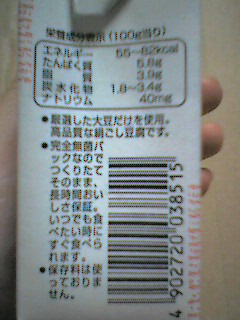 栄養成分表示(100g当り)
エネルギー 55~82kcal
たんぱく質 5.8g
脂質 3.9g
炭水化物 1.8~3.4g
ナトリウム 40mg
●厳選した大豆だけを使用。
高品質な絹ごし豆腐です。
●完全無菌パ
ックなので
つくりたて
そのまま、
長時間おい
しさ保証。
いつでも食
べたい時に
すぐ食べら
れます。
●保存料は使
っておりま
せん。
4 902720 038515